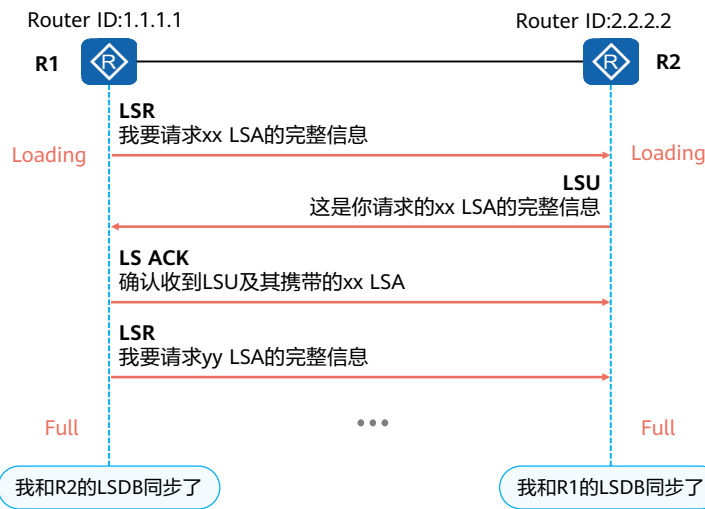 Router ID:1.1.1.1
Router ID:2.2.2.2
R1
R
R
R2
LSR
我要请求xx LSA的完整信息
Loading
Loading
LSU
这是你请求的xx LSA的完整信息
LS ACK
确认收到LSU及其携带的xx LSA
LSR
我要请求yy LSA的完整信息
•••
Full
Full
我和R2的LSDB同步了
我和R1的LSDB同步了